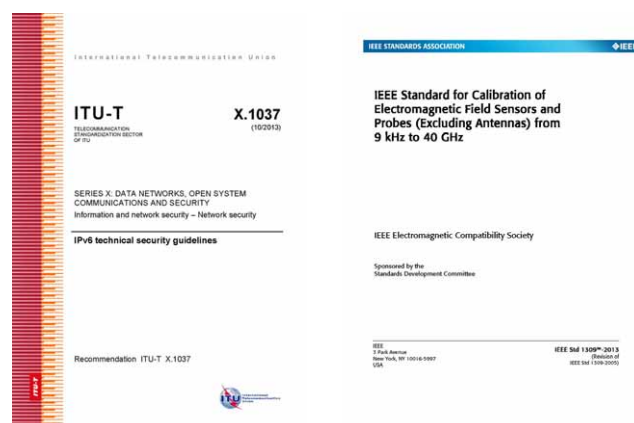 International Telecommunication Union
ITU-T
X.1037
TELECOMMUNICATION
STANDARDIZATION SECTOR
OF ITU
(10/2013)
SERIES X: DATA NETWORKS, OPEN SYSTEM
COMMUNICATIONS AND SECURITY
Information and network security – Network security
IPv6 technical security guidelines
Recommendation ITU-T X.1037
ITU-T
ITU
International
Telecommunication
Union
IEEE STANDARDS ASSOCIATION
IEEE
IEEE Standard for Calibration of
Electromagnetic Field Sensors and
Probes (Excluding Antennas) from
9 kHz to 40 GHz
IEEE Electromagnetic Compatibility Society
Sponsored by the
Standards Development Committee
IEEE
3 Park Avenue
New York, NY 10016-5997
USA
IEEE Std 1309™-2013
(Revision of
IEEE Std 1309-2005)